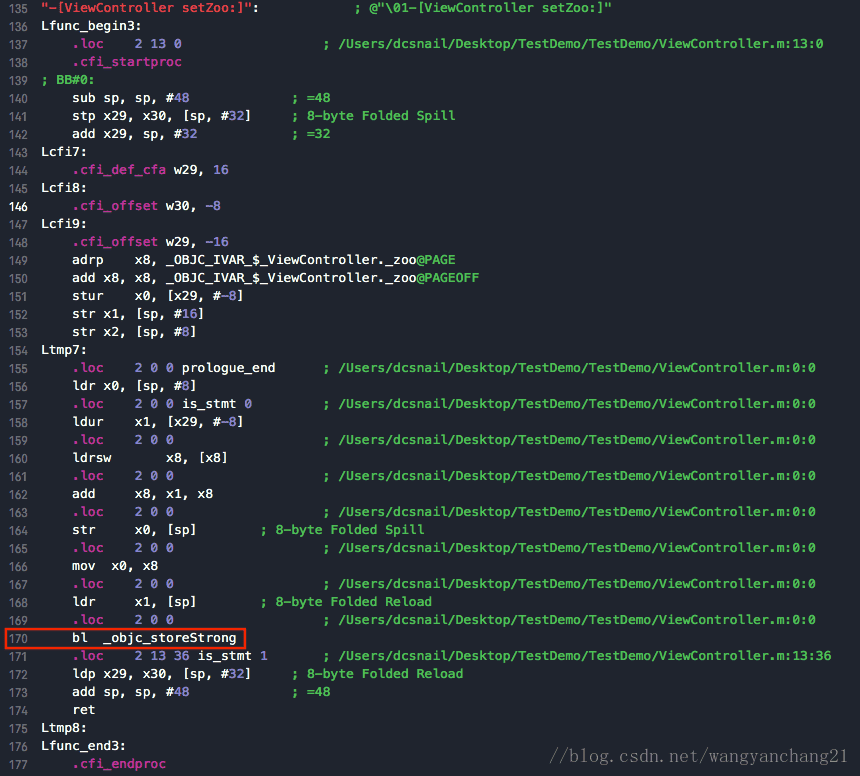 135 "-[ViewController setZoo:]": ; @"\01-[ViewController setZoo:]"
136 Lfunc_begin3:
137 .loc 2 13 0 ; /Users/dcsnail/Desktop/TestDemo/TestDemo/ViewController.m:13:0
138 .cfi_startproc
139 ; BB#0:
140 sub sp, sp, #48 ; =48
141 stp x29, x30, [sp, #32] ; 8-byte Folded Spill
142 add x29, sp, #32 ; =32
143 Lcfi7:
144 .cfi_def_cfa w29, 16
145 Lcfi8:
146 .cfi_offset w30, -8
147 Lcfi9:
148 .cfi_offset w29, -16
149 adrp x8, _OBJC_IVAR_$_ViewController._zoo@PAGE
150 add x8, x8, _OBJC_IVAR_$_ViewController._zoo@PAGEOFF
151 stur x0, [x29, #-8]
152 str x1, [sp, #16]
153 str x2, [sp, #8]
154 Ltmp7:
155 .loc 2 0 0 prologue_end ; /Users/dcsnail/Desktop/TestDemo/TestDemo/ViewController.m:0:0
156 ldr x0, [sp, #8]
157 .loc 2 0 0 is_stmt 0 ; /Users/dcsnail/Desktop/TestDemo/TestDemo/ViewController.m:0:0
158 ldur x1, [x29, #-8]
159 .loc 2 0 0 ; /Users/dcsnail/Desktop/TestDemo/TestDemo/ViewController.m:0:0
160 ldrsw x8, [x8]
161 .loc 2 0 0 ; /Users/dcsnail/Desktop/TestDemo/TestDemo/ViewController.m:0:0
162 add x8, x1, x8
163 .loc 2 0 0 ; /Users/dcsnail/Desktop/TestDemo/TestDemo/ViewController.m:0:0
164 str x0, [sp] ; 8-byte Folded Spill
165 .loc 2 0 0 ; /Users/dcsnail/Desktop/TestDemo/TestDemo/ViewController.m:0:0
166 mov x0, x8
167 .loc 2 0 0 ; /Users/dcsnail/Desktop/TestDemo/TestDemo/ViewController.m:0:0
168 ldr x1, [sp] ; 8-byte Folded Reload
169 .loc 2 0 0 ; /Users/dcsnail/Desktop/TestDemo/TestDemo/ViewController.m:0:0
170 bl _objc_storeStrong
171 .loc 2 13 36 is_stmt 1 ; /Users/dcsnail/Desktop/TestDemo/TestDemo/ViewController.m:13:36
172 ldp x29, x30, [sp, #32] ; 8-byte Folded Reload
173 add sp, sp, #48 ; =48
174 ret
175 Ltmp8:
176 Lfunc_end3:
177 .cfi_endproc
//blog.csdn.net/wangyanchang21